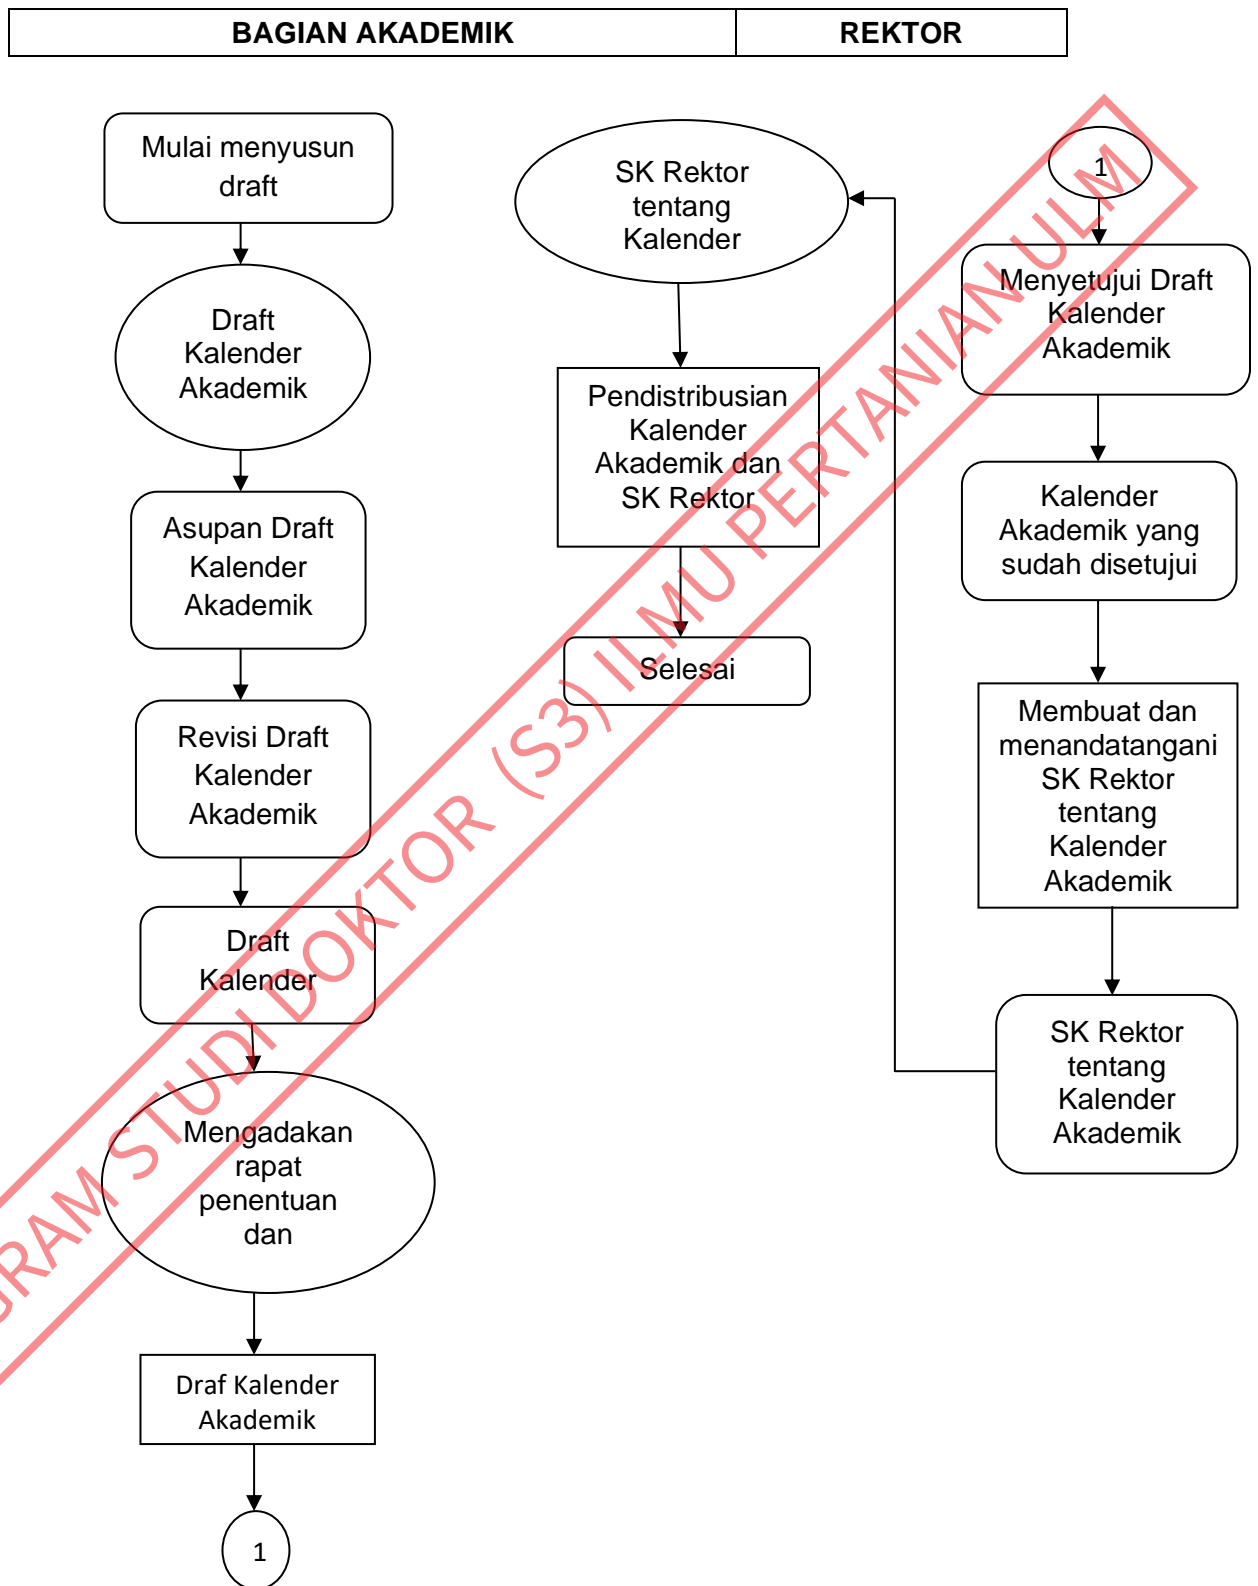 BAGIAN AKADEMIK
REKTOR
Mulai menyusun
draft
Draft
Kalender
Akademik
Asupan Draft
Kalender
Akademik
Revisi Draft
Kalender
Akademik
Draft
Kalender
Mengadakan
rapat
penentuan
dan
Draf Kalender
Akademik
1
SK Rektor
tentang
Kalender
Pendistribusian
Kalender
Akademik dan
SK Rektor
Selesai
1
Menyetujui Draft
Kalender
Akademik
Kalender
Akademik yang
sudah disetujui
Membuat dan
menandatangani
SK Rektor
tentang
Kalender
Akademik
SK Rektor
tentang
Kalender
Akademik
GRAM STUDI DOKTOR (S3) ILMU PERTANIAN ULM